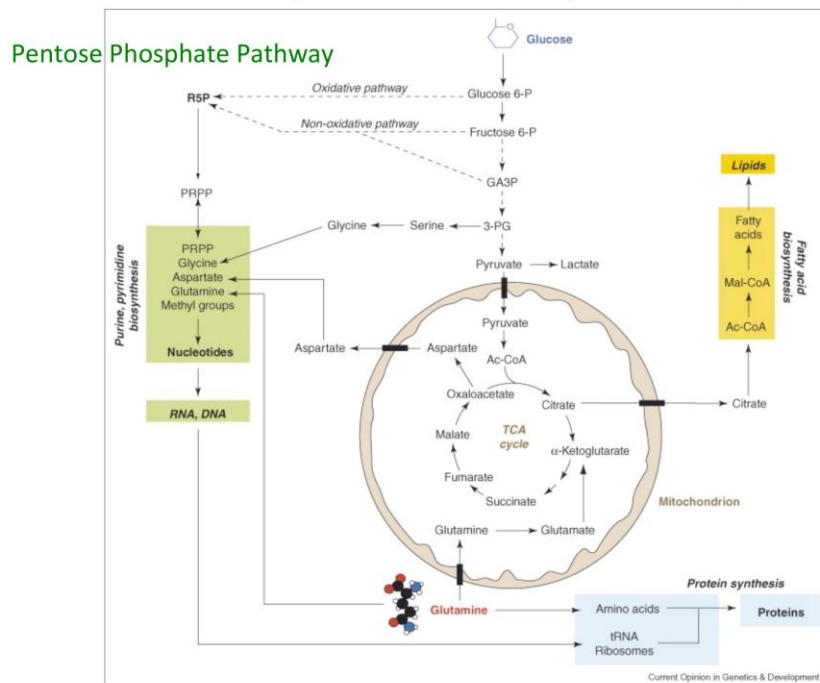 Pentose Phosphate Pathway
Glucose
Oxidative pathway
R5P
Glucose 6-P
Non-oxidative pathway
Fructose 6-P
GA3P
Lipids
PRPP
Glycine
Serine
3-PG
Fatty
acids
Fatty acid
biosynthesis
Purine, pyrimidine
biosynthesis
PRPP
Glycine
Aspartate
Glutamine
Methyl groups
Nucleotides
Pyruvate
Lactate
Mal-CoA
Ac-CoA
Pyruvate
Aspartate
Aspartate
Ac-CoA
Oxaloacetate
Citrate
Citrate
RNA, DNA
Malate
TCA
cycle
α-Ketoglutarate
Fumarate
Succinate
Mitochondrion
Glutamine
Glutamate
Protein synthesis
Glutamine
Amino acids
Proteins
tRNA
Ribosomes
Current Opinion in Genetics & Development